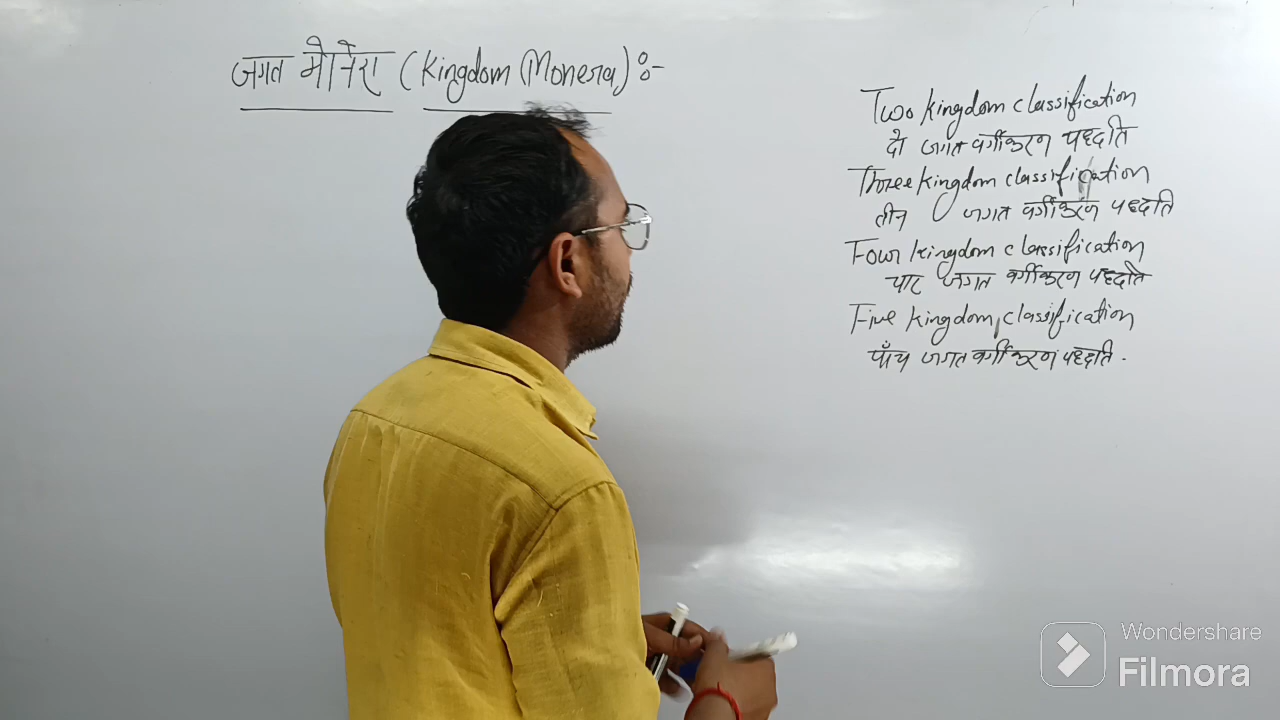 जगत मोनेरा (Kingdom Monera) :-
Two kingdom classification
दो जगत वर्गीकरण पद्धति
Three kingdom classification
तीन जगत वर्गीकरण पद्धति
Four kingdom classification
चार जगत वर्गीकरण पद्धति
Five kingdom classification
पाँच जगत वर्गीकरण पद्धति.
Wondershare
Filmora